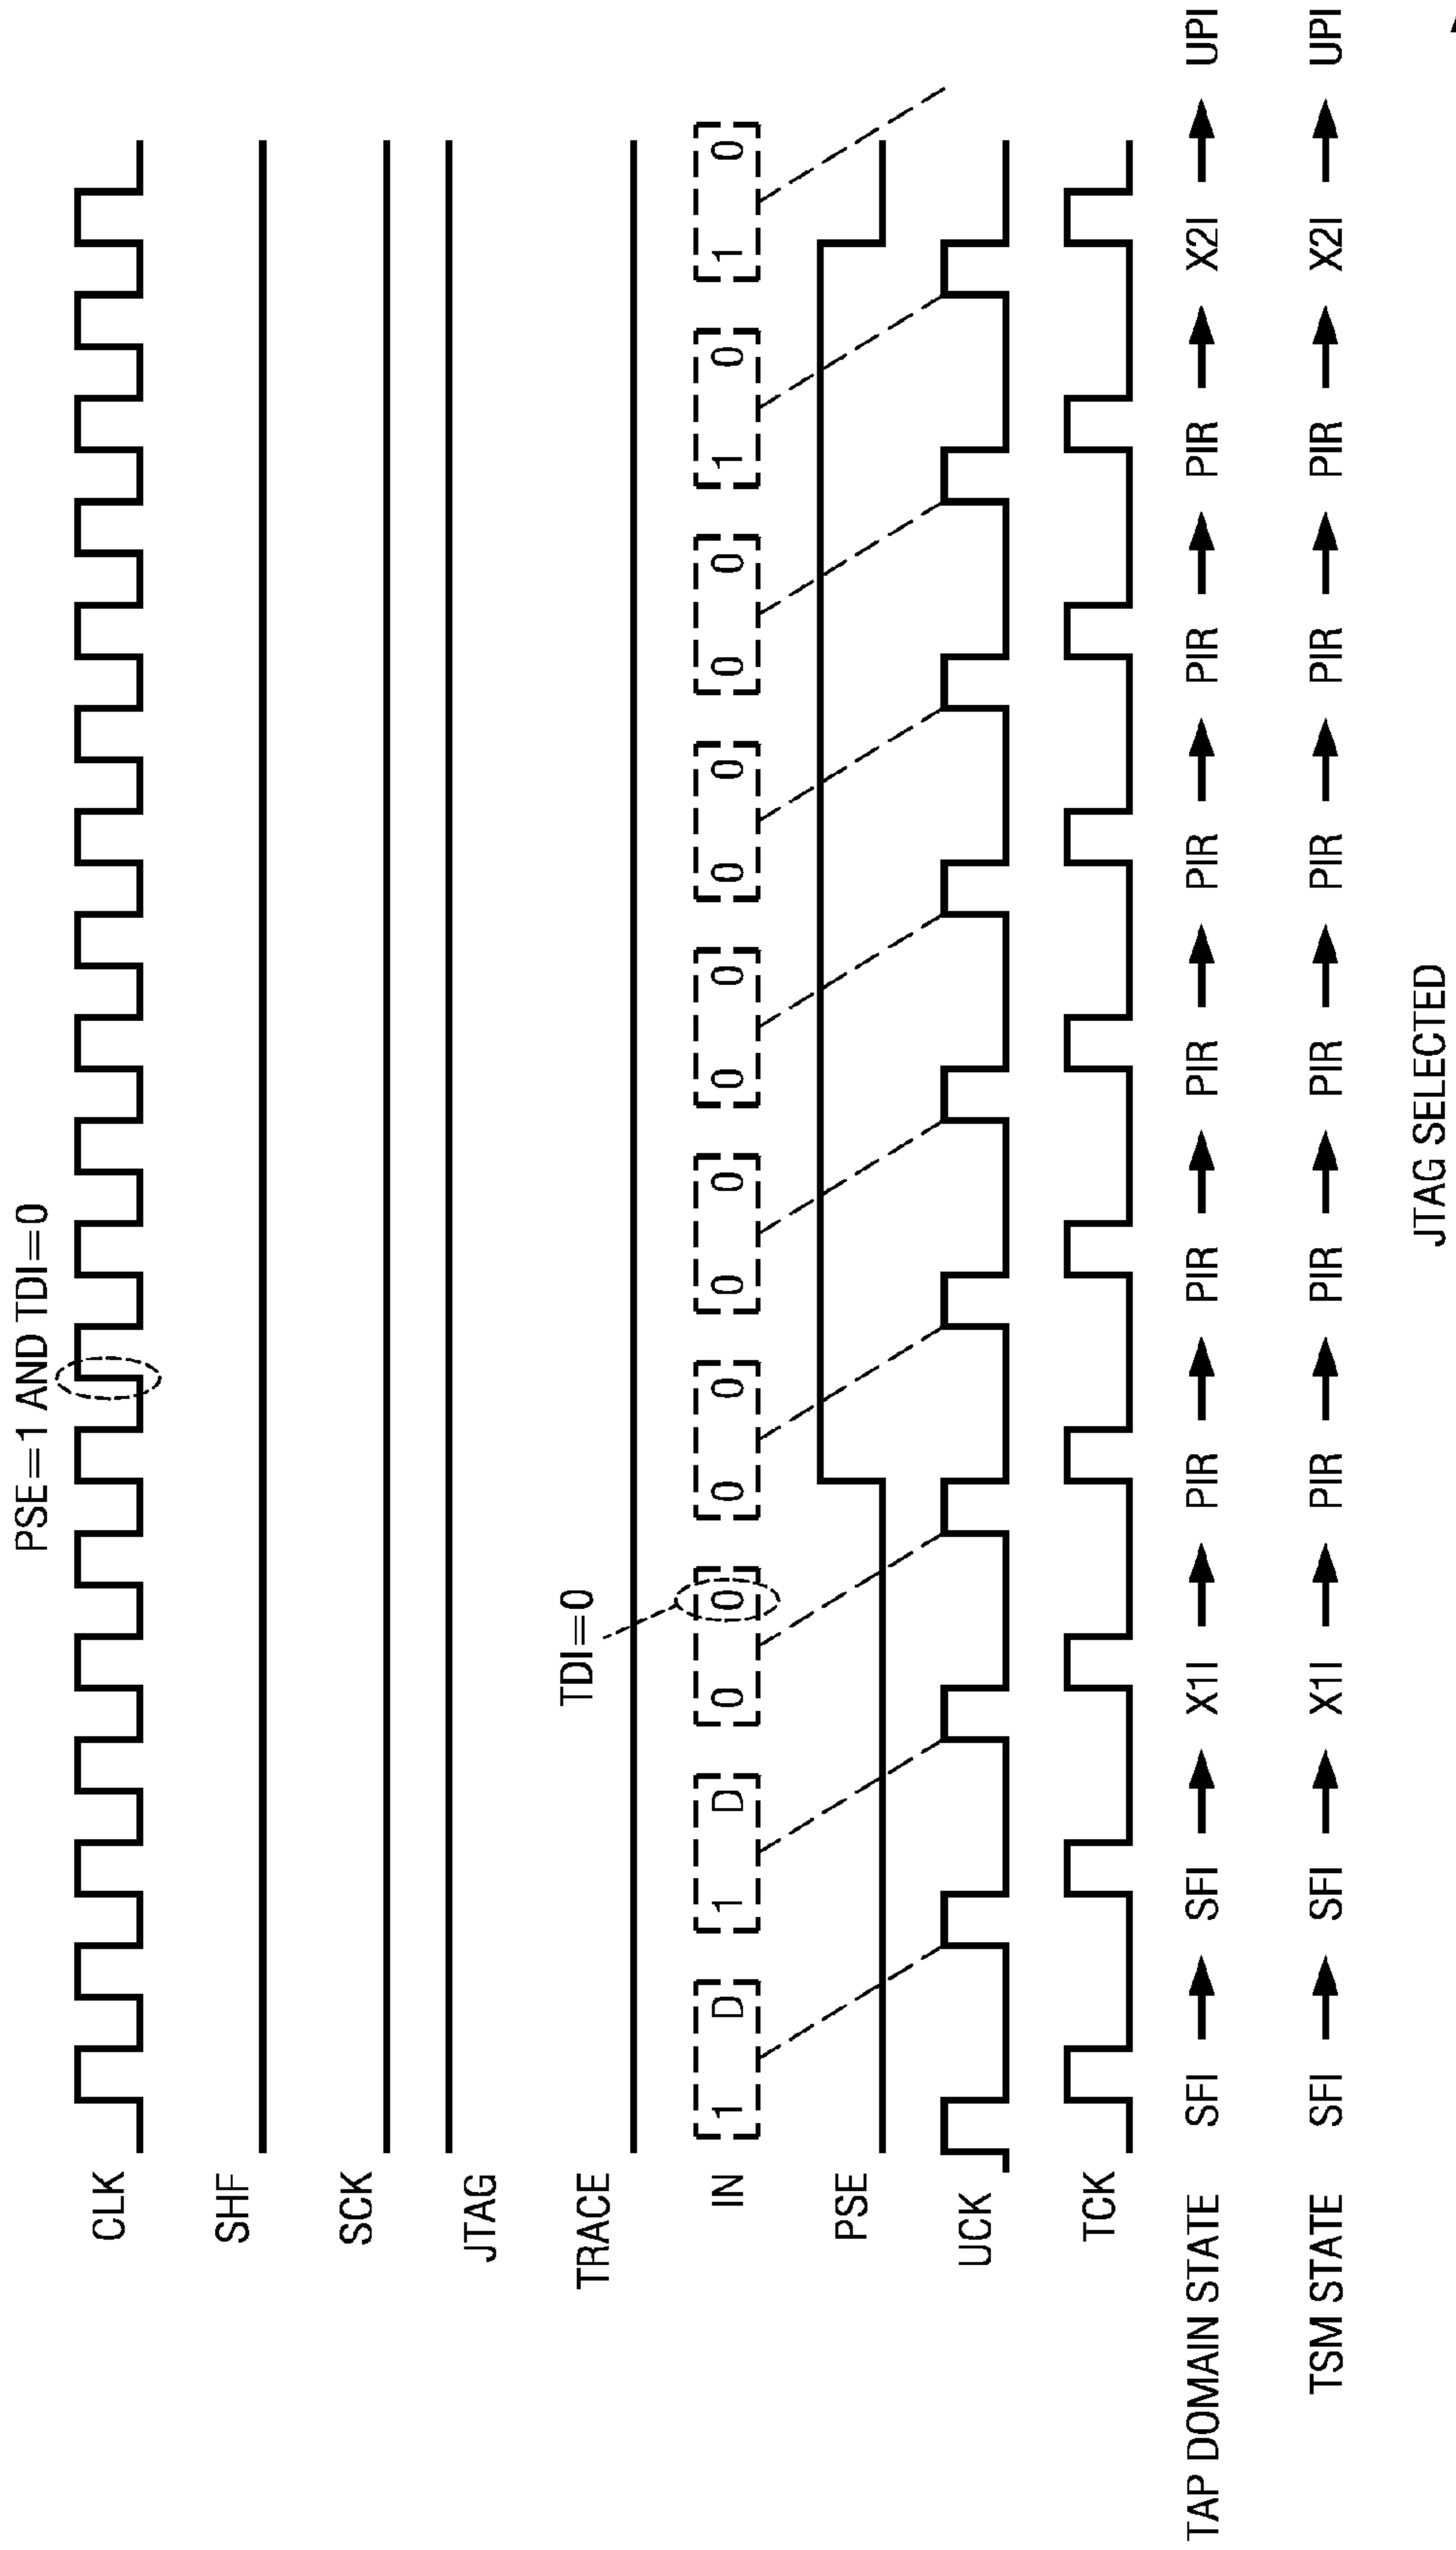 PSE=1 AND TDI=0
CLK
SHF
SCK
JTAG
TDI=0
TRACE
IN 1 D 1 D 0 0 0 0 0 0 0 0 0 0 0 0 1 0 1 0
PSE
UCK
TCK
TAP DOMAIN STATE SFI → SFI → X1I → PIR → PIR → PIR → PIR → PIR → PIR → X2I → UPI
TSM STATE SFI → SFI → X1I → PIR → PIR → PIR → PIR → PIR → PIR → X2I → UPI
JTAG SELECTED